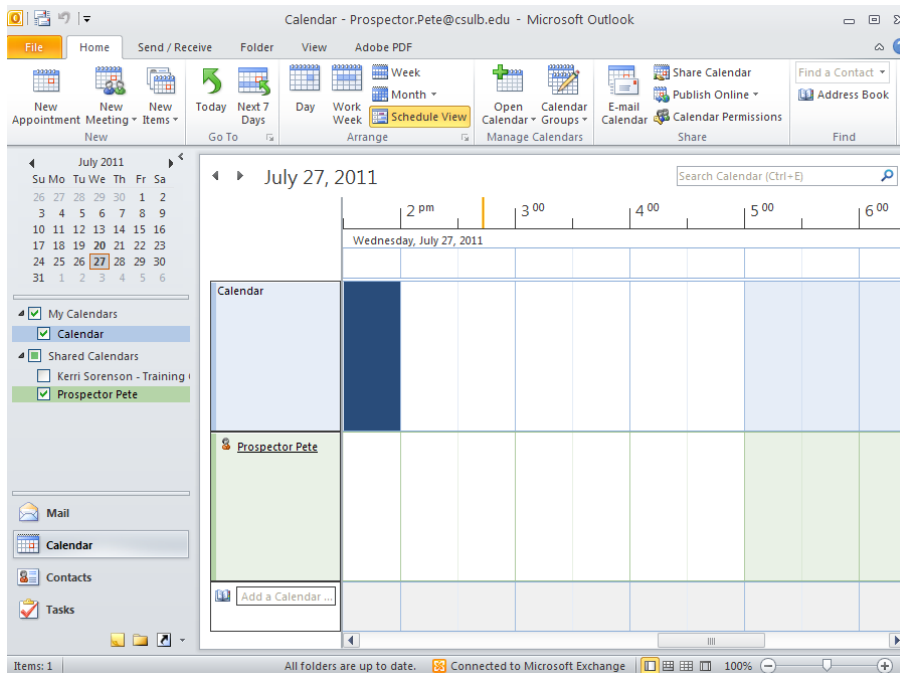 Calendar - Prospector.Pete@csulb.edu - Microsoft Outlook
File Home Send / Receive Folder View Adobe PDF
New Appointment
New Meeting
New Items
New
Today
Next 7 Days
Go To
Day
Work Week
Week
Month
Schedule View
Arrange
Open Calendar
Calendar Groups
Manage Calendars
E-mail Calendar
Share Calendar
Publish Online
Calendar Permissions
Share
Find a Contact
Address Book
Find
July 2011
Su Mo Tu We Th Fr Sa
26 27 28 29 30 1 2
3 4 5 6 7 8 9
10 11 12 13 14 15 16
17 18 19 20 21 22 23
24 25 26 27 28 29 30
31 1 2 3 4 5 6
My Calendars
Calendar
Shared Calendars
Kerri Sorenson - Training
Prospector Pete
Mail
Calendar
Contacts
Tasks
July 27, 2011
Search Calendar (Ctrl+E)
2 pm 3 00 4 00 5 00 6 00
Wednesday, July 27, 2011
Calendar
Prospector Pete
Add a Calendar ...
Items: 1
All folders are up to date.
Connected to Microsoft Exchange
100%